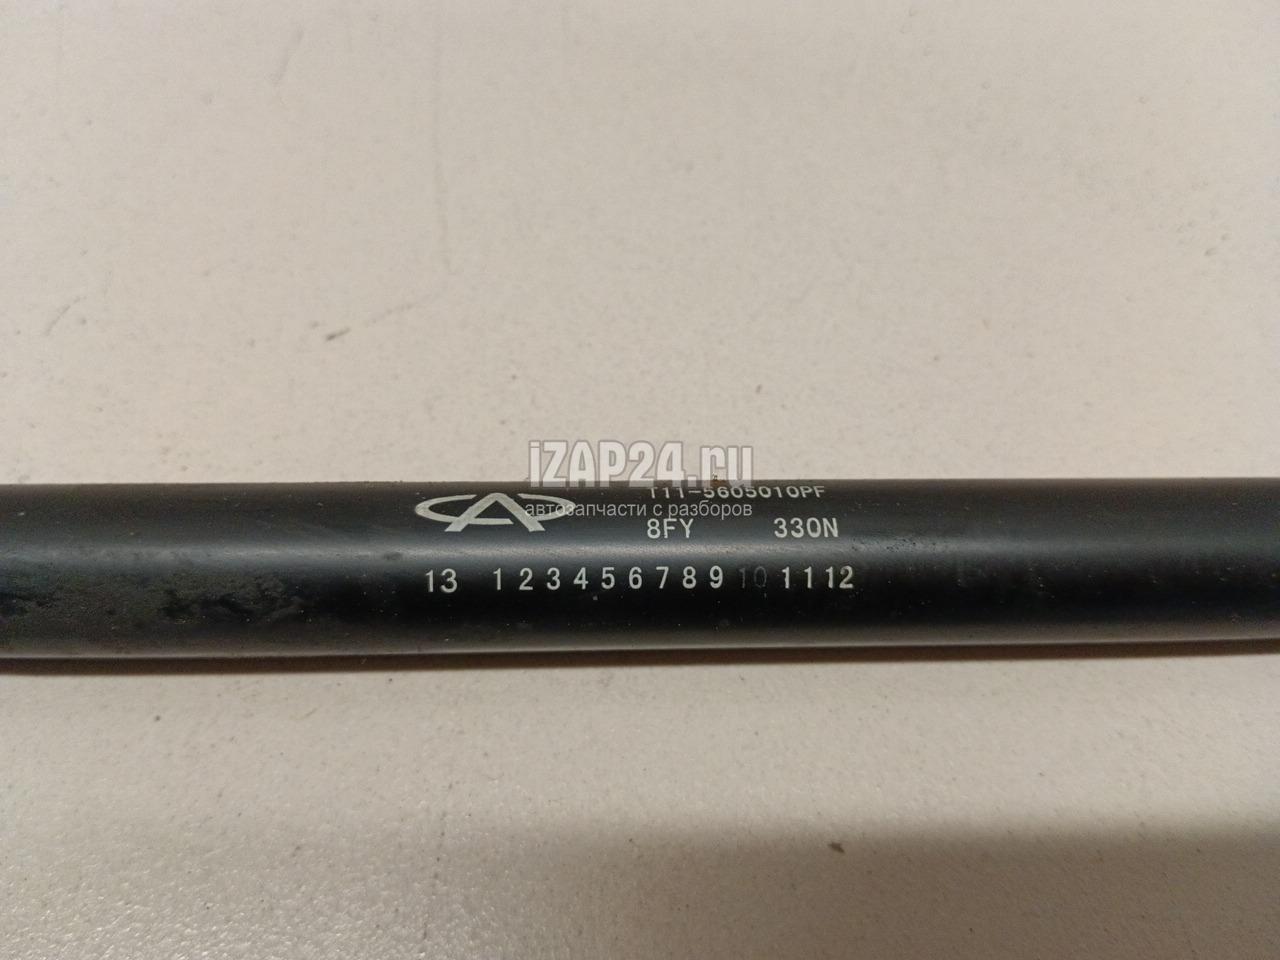 iZAP24.ru
T11-5605010PF
автозапчасти с разборов
8FY 330N
13 1 2 3 4 5 6 7 8 9 10 11 12